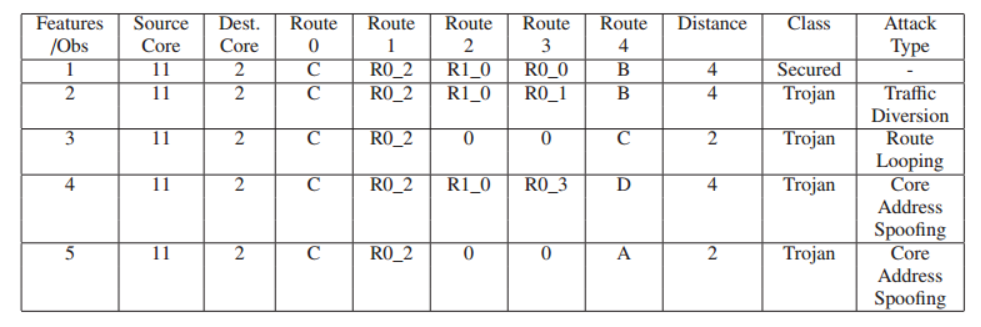 Features Source Dest. Route Route Route Route Route Distance Class Attack
/Obs Core Core 0 1 2 3 4 Type
1 11 2 C R0_2 R1_0 R0_0 B 4 Secured -
2 11 2 C R0_2 R1_0 R0_1 B 4 Trojan Traffic
Diversion
3 11 2 C R0_2 0 0 C 2 Trojan Route
Looping
4 11 2 C R0_2 R1_0 R0_3 D 4 Trojan Core
Address
Spoofing
5 11 2 C R0_2 0 0 A 2 Trojan Core
Address
Spoofing